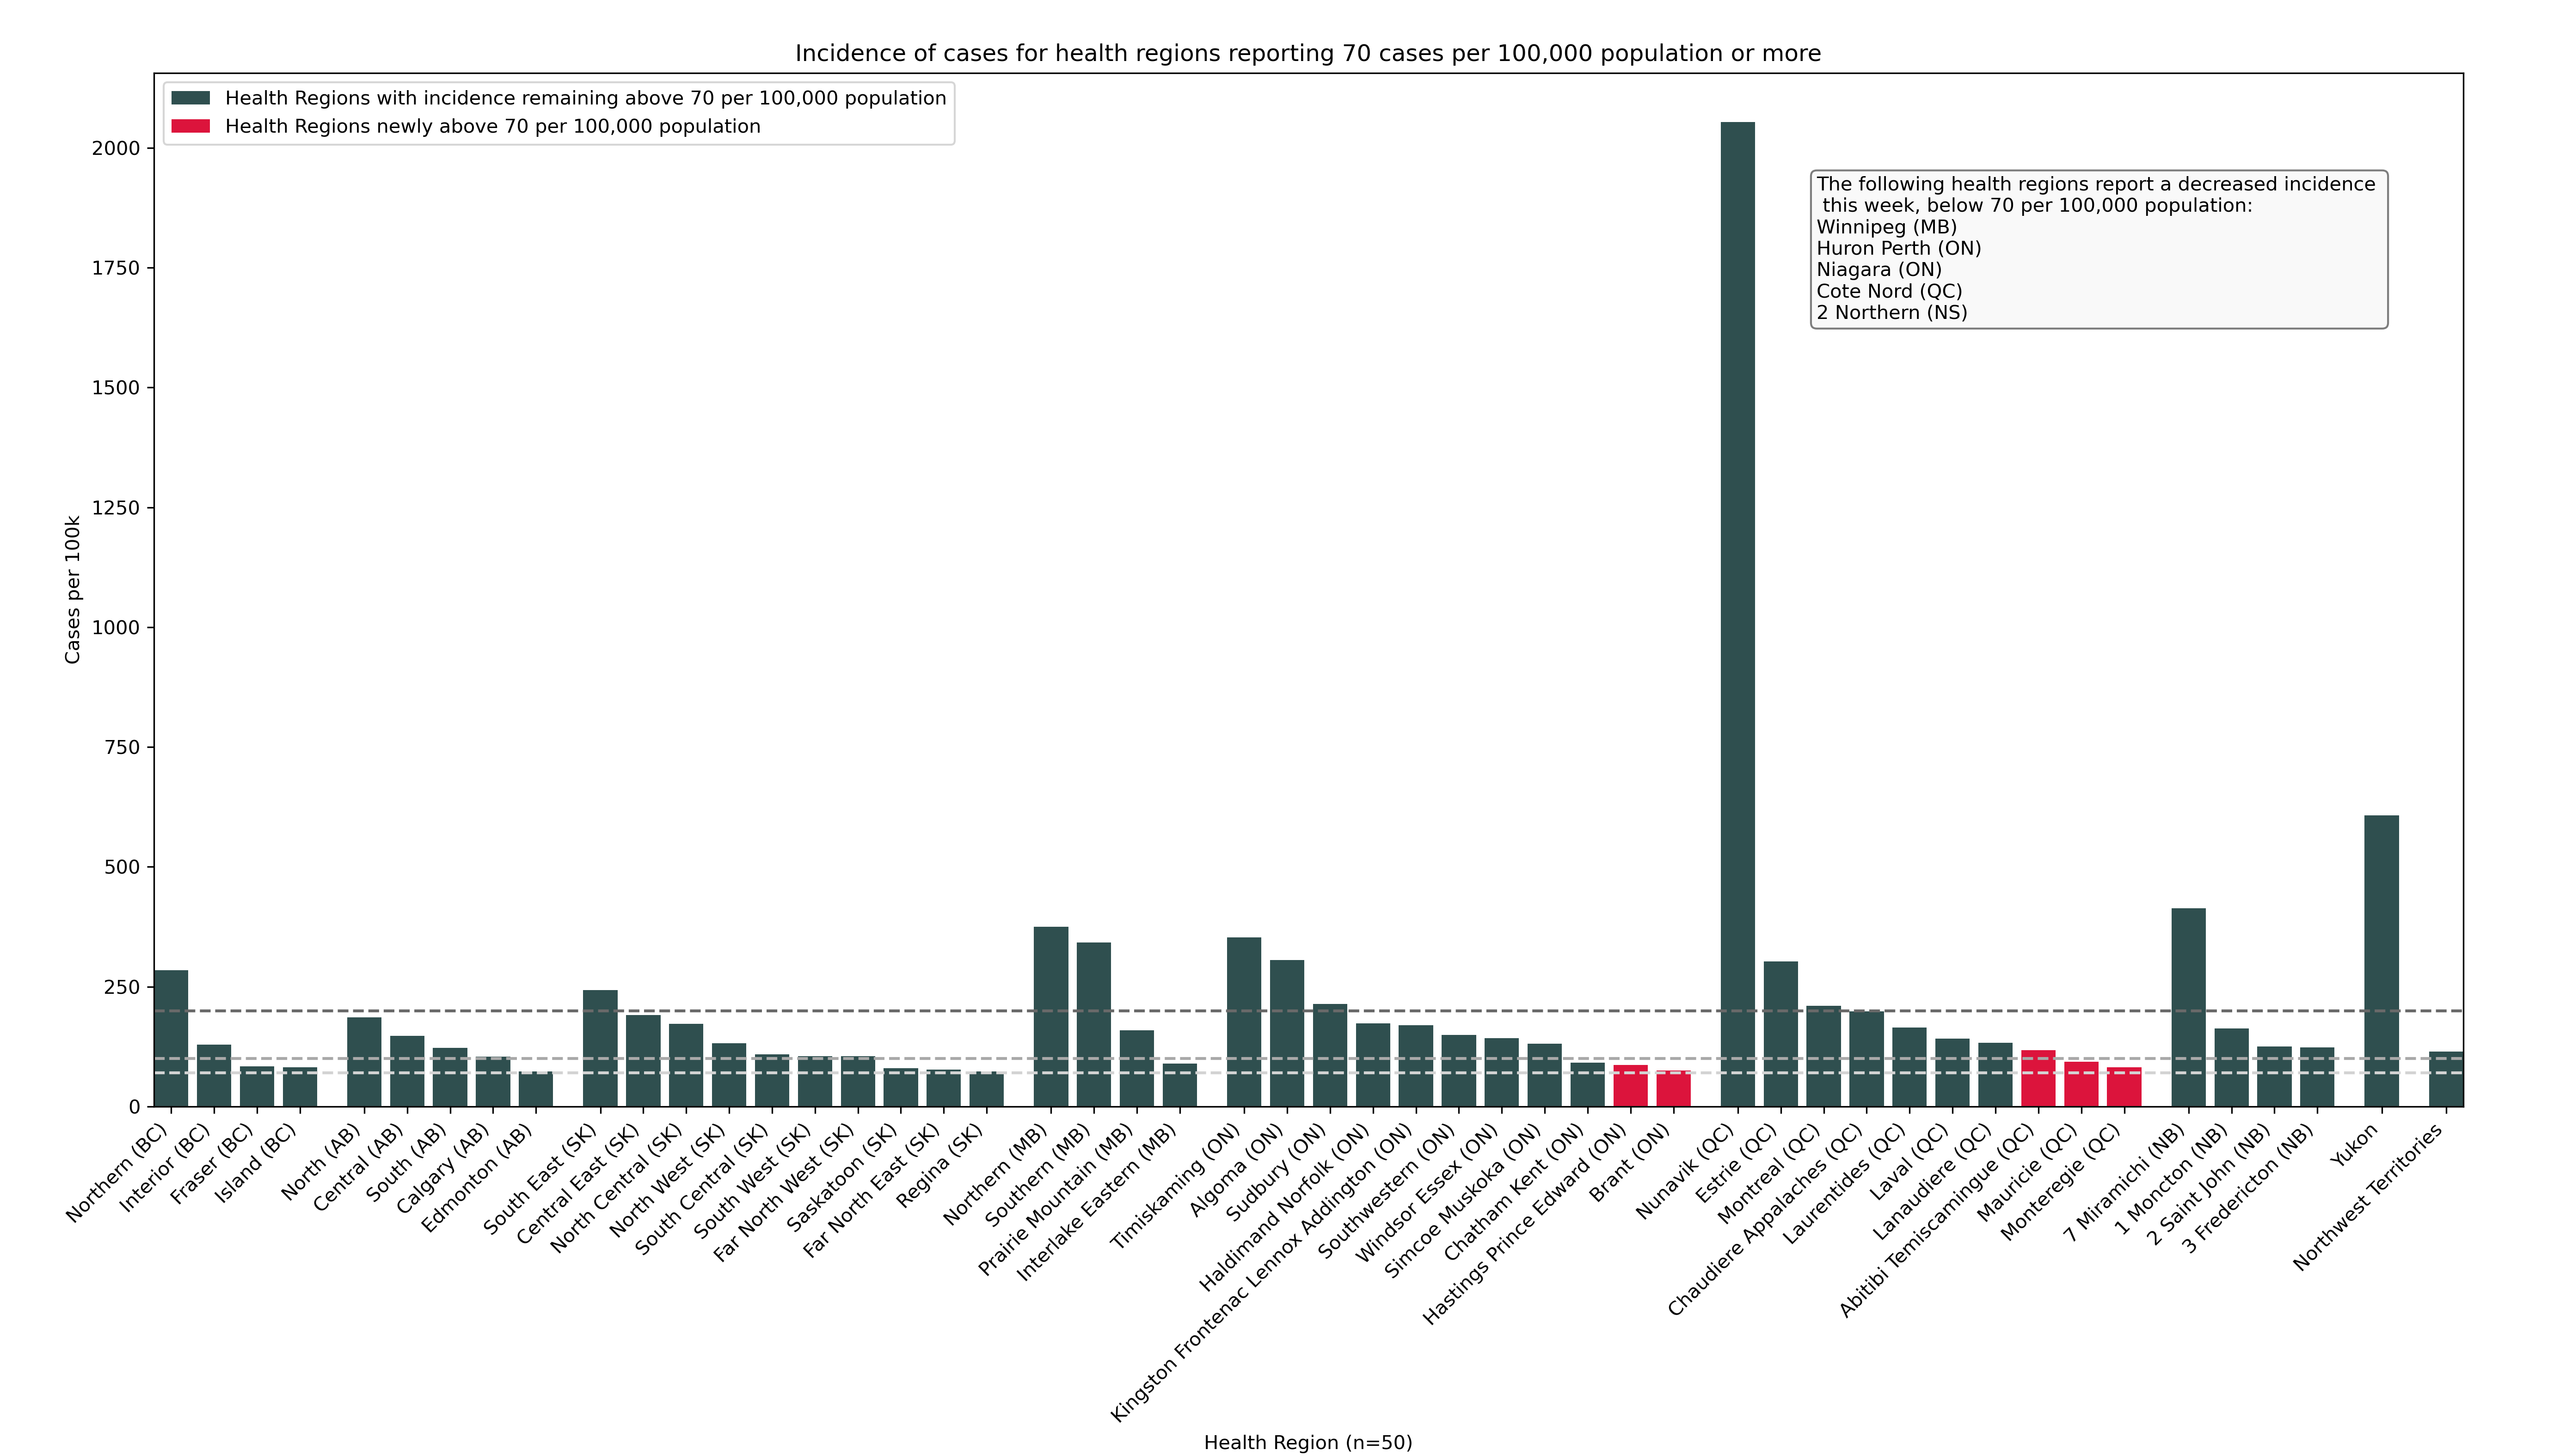 Incidence of cases for health regions reporting 70 cases per 100,000 population or more
Health Regions with incidence remaining above 70 per 100,000 population
Health Regions newly above 70 per 100,000 population
The following health regions report a decreased incidence
this week, below 70 per 100,000 population:
Winnipeg (MB)
Huron Perth (ON)
Niagara (ON)
Cote Nord (QC)
2 Northern (NS)
2000
1750
1500
1250
1000
750
500
250
0
Cases per 100k
Northern (BC)
Interior (BC)
Fraser (BC)
Island (BC)
North (AB)
Central (AB)
South (AB)
Calgary (AB)
Edmonton (AB)
South East (SK)
Central East (SK)
North Central (SK)
North West (SK)
South Central (SK)
South West (SK)
Far North West (SK)
Saskatoon (SK)
Far North East (SK)
Regina (SK)
Northern (MB)
Southern (MB)
Prairie Mountain (MB)
Interlake Eastern (MB)
Timiskaming (ON)
Algoma (ON)
Sudbury (ON)
Haldimand Norfolk (ON)
Kingston Frontenac Lennox Addington (ON)
Southwestern (ON)
Windsor Essex (ON)
Simcoe Muskoka (ON)
Chatham Kent (ON)
Hastings Prince Edward (ON)
Brant (ON)
Nunavik (QC)
Estrie (QC)
Montreal (QC)
Chaudiere Appalaches (QC)
Laurentides (QC)
Laval (QC)
Lanaudiere (QC)
Abitibi Temiscamingue (QC)
Mauricie (QC)
Monteregie (QC)
7 Miramichi (NB)
1 Moncton (NB)
2 Saint John (NB)
3 Fredericton (NB)
Yukon
Northwest Territories
Health Region (n=50)